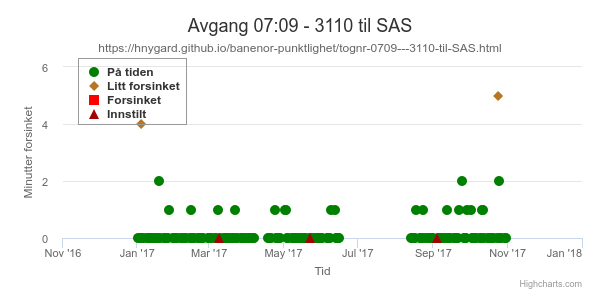 Avgang 07:09 - 3110 til SAS
https://hnygard.github.io/banenor-punktlighet/tognr-0709---3110-til-SAS.html
På tiden
Litt forsinket
Forsinket
Innstilt
Minutter forsinket
6
4
2
0
Nov '16 Jan '17 Mar '17 May '17 Jul '17 Sep '17 Nov '17 Jan '18
Tid
Highcharts.com